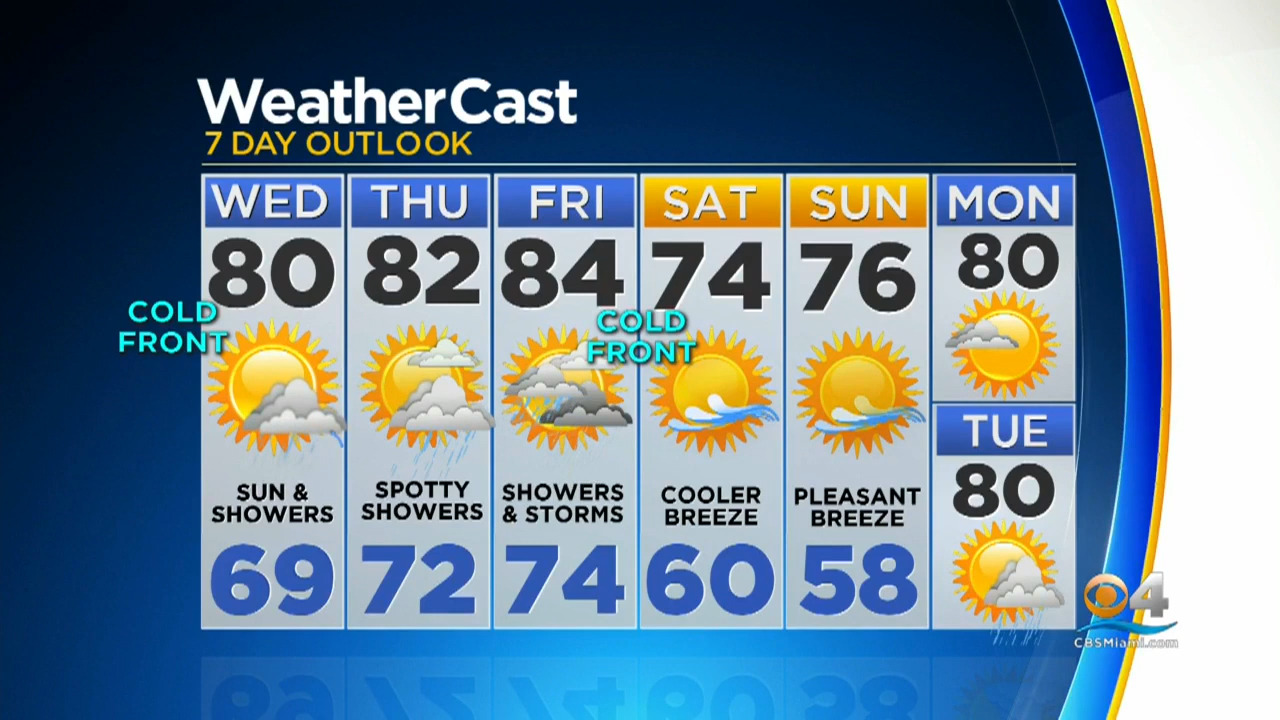 WeatherCast
7 DAY OUTLOOK
WED
80
COLD
FRONT
SUN &
SHOWERS
69
THU
82
SPOTTY
SHOWERS
72
FRI
84
SHOWERS
& STORMS
74
COLD
FRONT
SAT
74
COOLER
BREEZE
60
SUN
76
PLEASANT
BREEZE
58
MON
80
TUE
80
4
CBSMiami.com